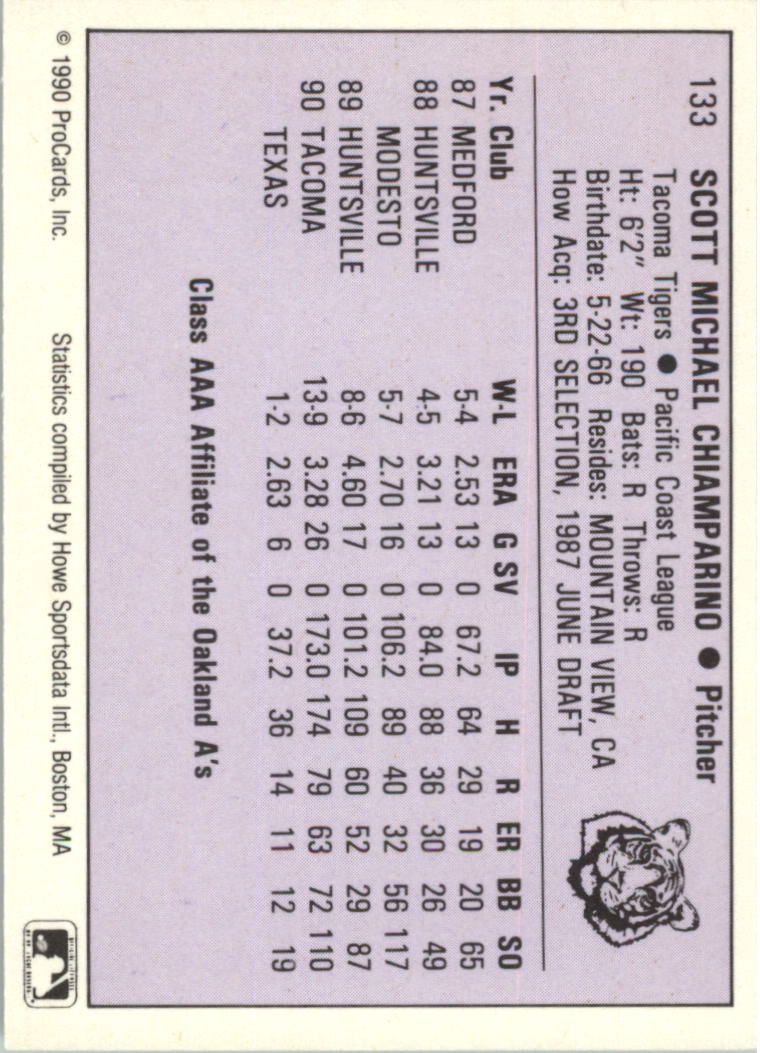 133 SCOTT MICHAEL CHIAMPARINO ● Pitcher
Tacoma Tigers ● Pacific Coast League
Ht: 6'2" Wt: 190 Bats: R Throws: R
Birthdate: 5-22-66 Resides: MOUNTAIN VIEW, CA
How Acq: 3RD SELECTION, 1987 JUNE DRAFT
Yr. Club W-L ERA G SV IP H R ER BB SO
87 MEDFORD 5-4 2.53 13 0 67.2 64 29 19 20 65
88 HUNTSVILLE 4-5 3.21 13 0 84.0 88 36 30 26 49
MODESTO 5-7 2.70 16 0 106.2 89 40 32 56 117
89 HUNTSVILLE 8-6 4.60 17 0 101.2 109 60 52 29 87
90 TACOMA 13-9 3.28 26 0 173.0 174 79 63 72 110
TEXAS 1-2 2.63 6 0 37.2 36 14 11 12 19
Class AAA Affiliate of the Oakland A's
© 1990 ProCards, Inc. Statistics compiled by Howe Sportsdata Intl., Boston, MA